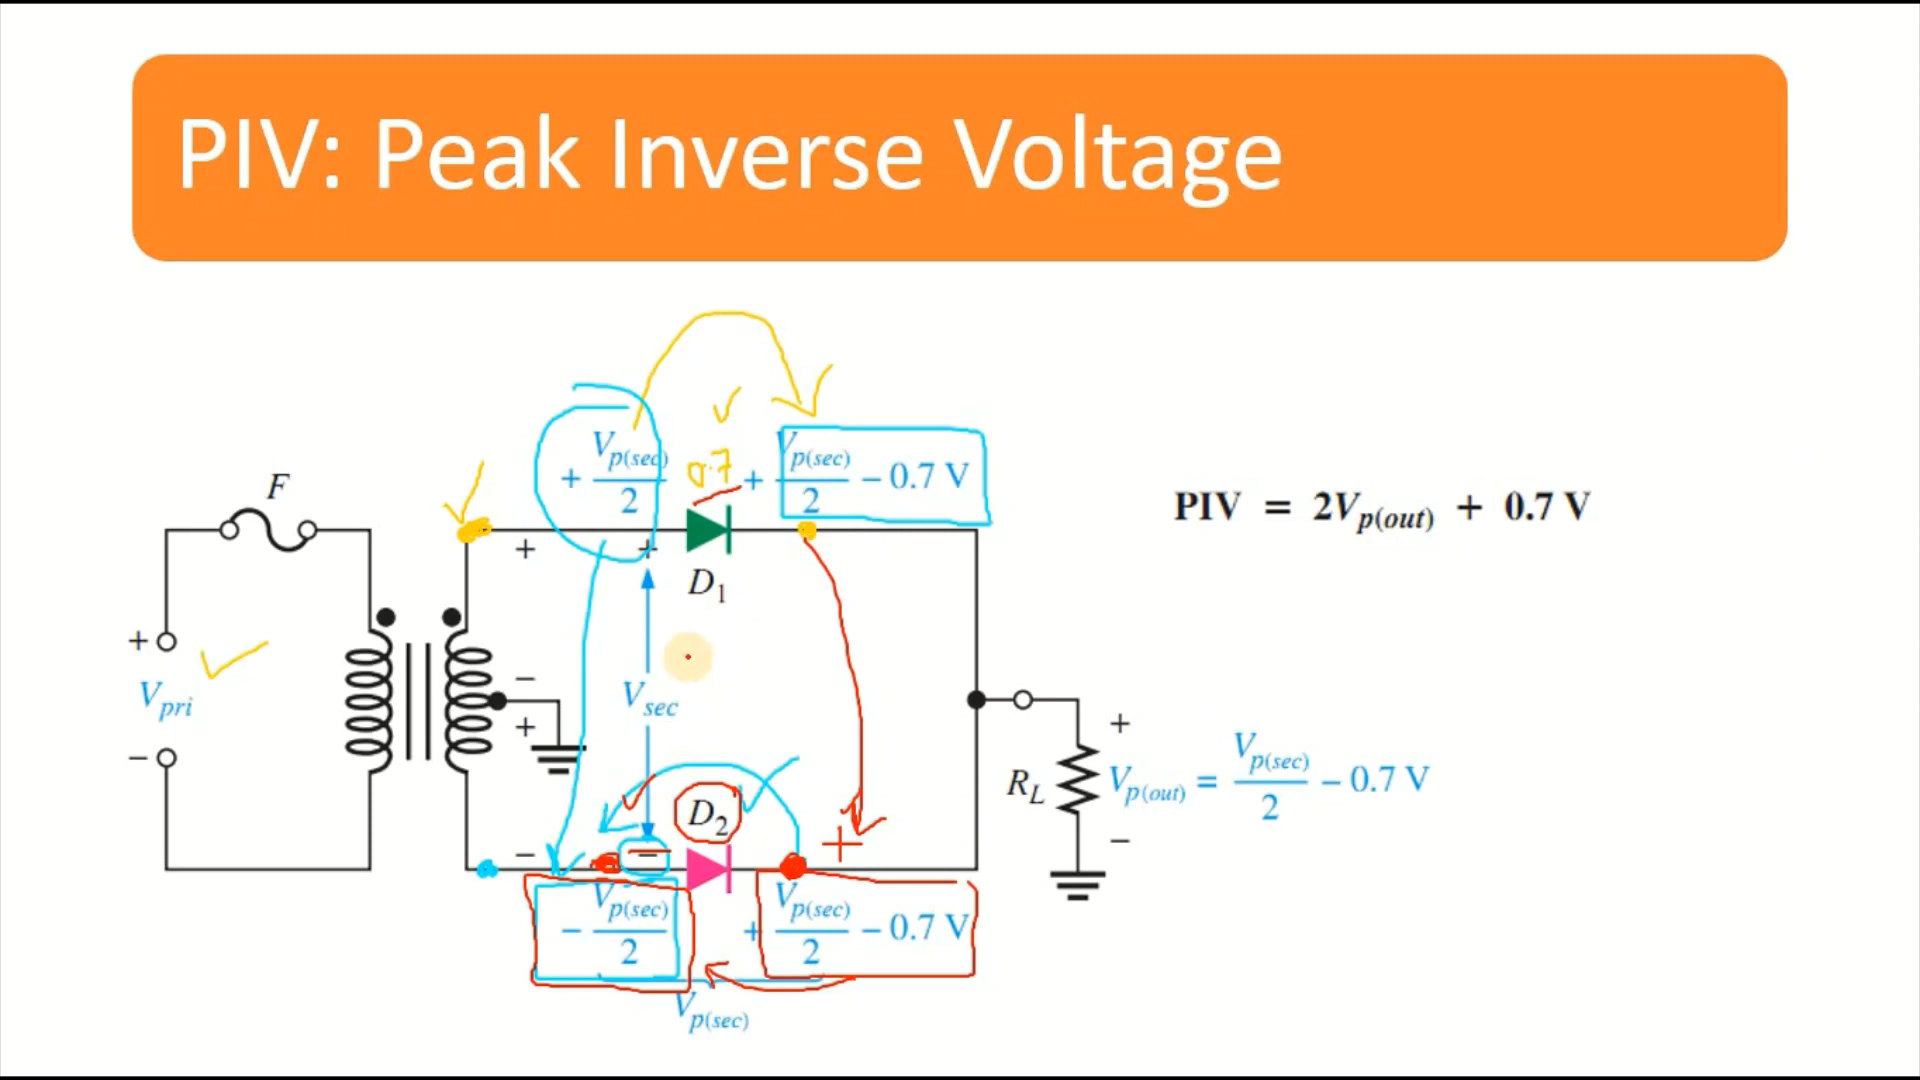 PIV: Peak Inverse Voltage
+ Vp(sec)/2 0.7 + Vp(sec)/2 − 0.7 V
F
PIV = 2Vp(out) + 0.7 V
+ +
D1
+
Vpri
−
−
+
Vsec
+
RL Vp(out) = Vp(sec)/2 − 0.7 V
−
D2
− − +
− Vp(sec)/2 + Vp(sec)/2 − 0.7 V
Vp(sec)